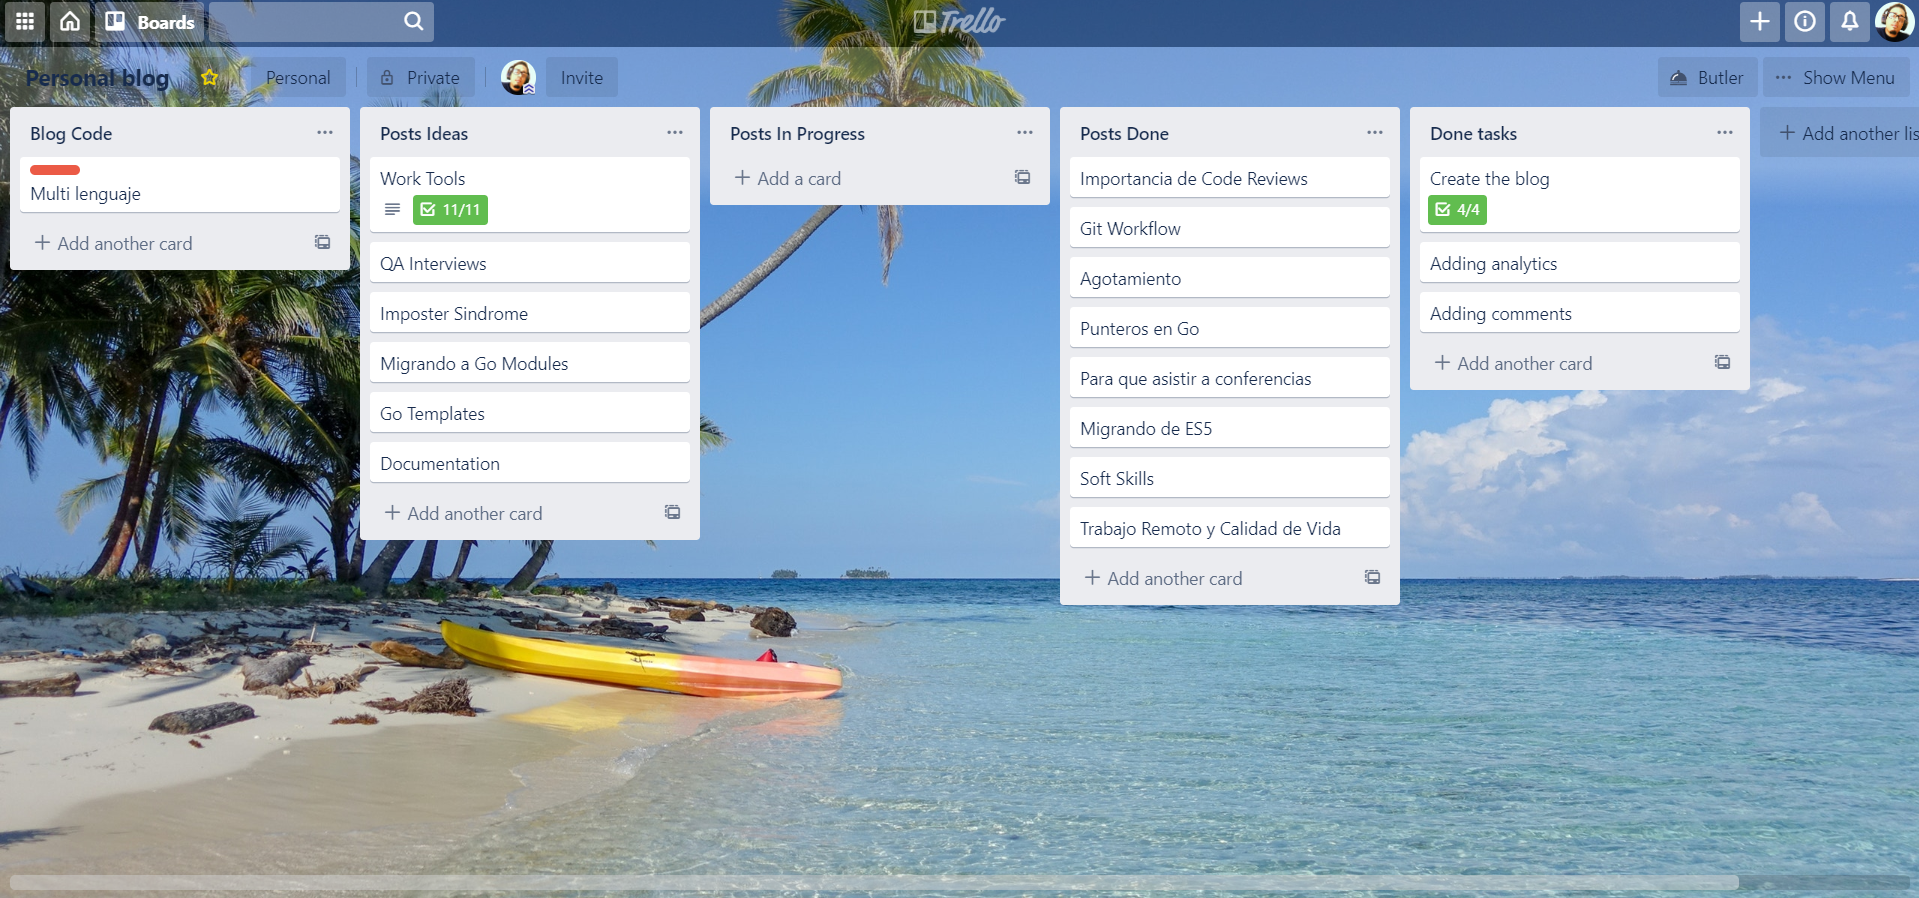 Boards
Trello
Personal blog
Personal
Private
Invite
Butler
Show Menu
Blog Code
Multi lenguaje
Add another card
Posts Ideas
Work Tools
11/11
QA Interviews
Imposter Sindrome
Migrando a Go Modules
Go Templates
Documentation
Add another card
Posts In Progress
Add a card
Posts Done
Importancia de Code Reviews
Git Workflow
Agotamiento
Punteros en Go
Para que asistir a conferencias
Migrando de ES5
Soft Skills
Trabajo Remoto y Calidad de Vida
Add another card
Done tasks
Create the blog
4/4
Adding analytics
Adding comments
Add another card
Add another lis